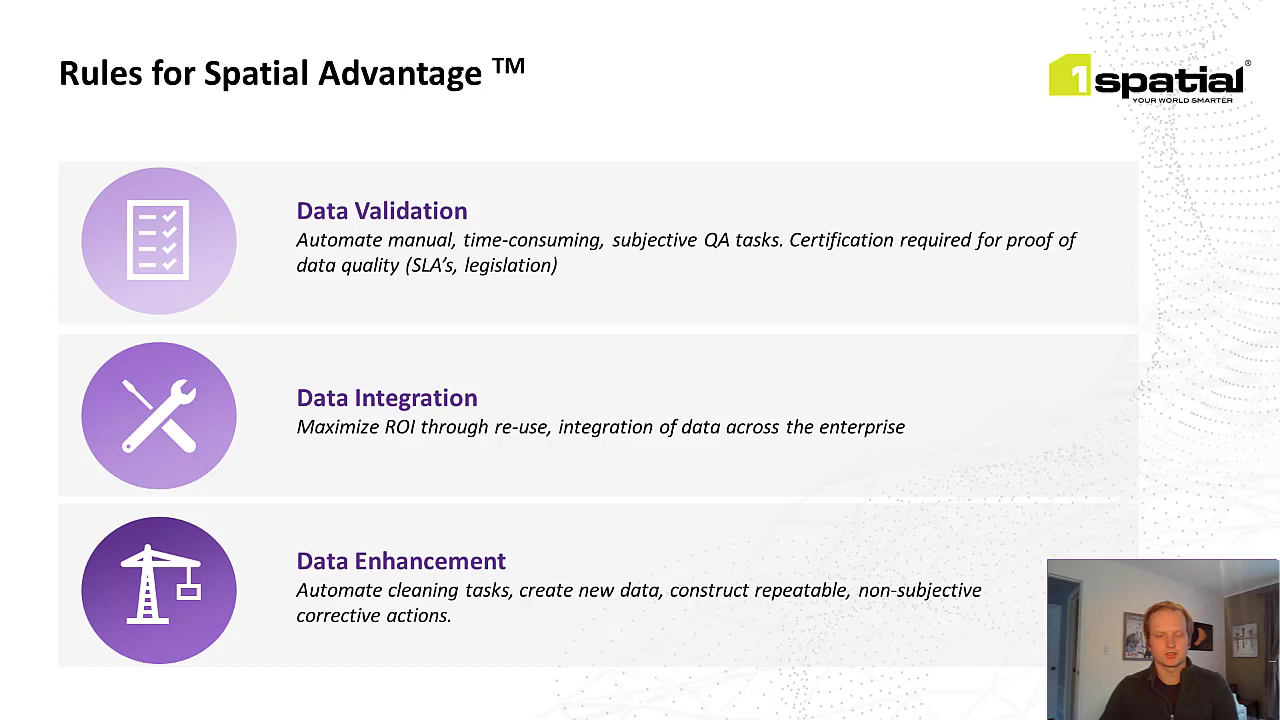 Rules for Spatial Advantage ™
1spatial®
YOUR WORLD SMARTER
Data Validation
Automate manual, time-consuming, subjective QA tasks. Certification required for proof of
data quality (SLA’s, legislation)
Data Integration
Maximize ROI through re-use, integration of data across the enterprise
Data Enhancement
Automate cleaning tasks, create new data, construct repeatable, non-subjective
corrective actions.